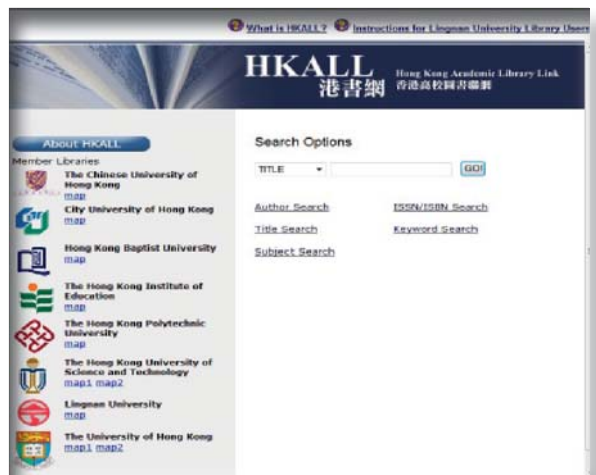 What is HKALL? Instructions for Lingnan University Library Users
HKALL Hong Kong Academic Library Link
港書網 香港高校圖書聯網
About HKALL
Member Libraries
The Chinese University of
Hong Kong
map
City University of Hong Kong
map
Hong Kong Baptist University
map
The Hong Kong Institute of
Education
map
The Hong Kong Polytechnic
University
map
The Hong Kong University of
Science and Technology
map1 map2
Lingnan University
map
The University of Hong Kong
map1 map2
Search Options
TITLE GO!
Author Search ISSN/ISBN Search
Title Search Keyword Search
Subject Search